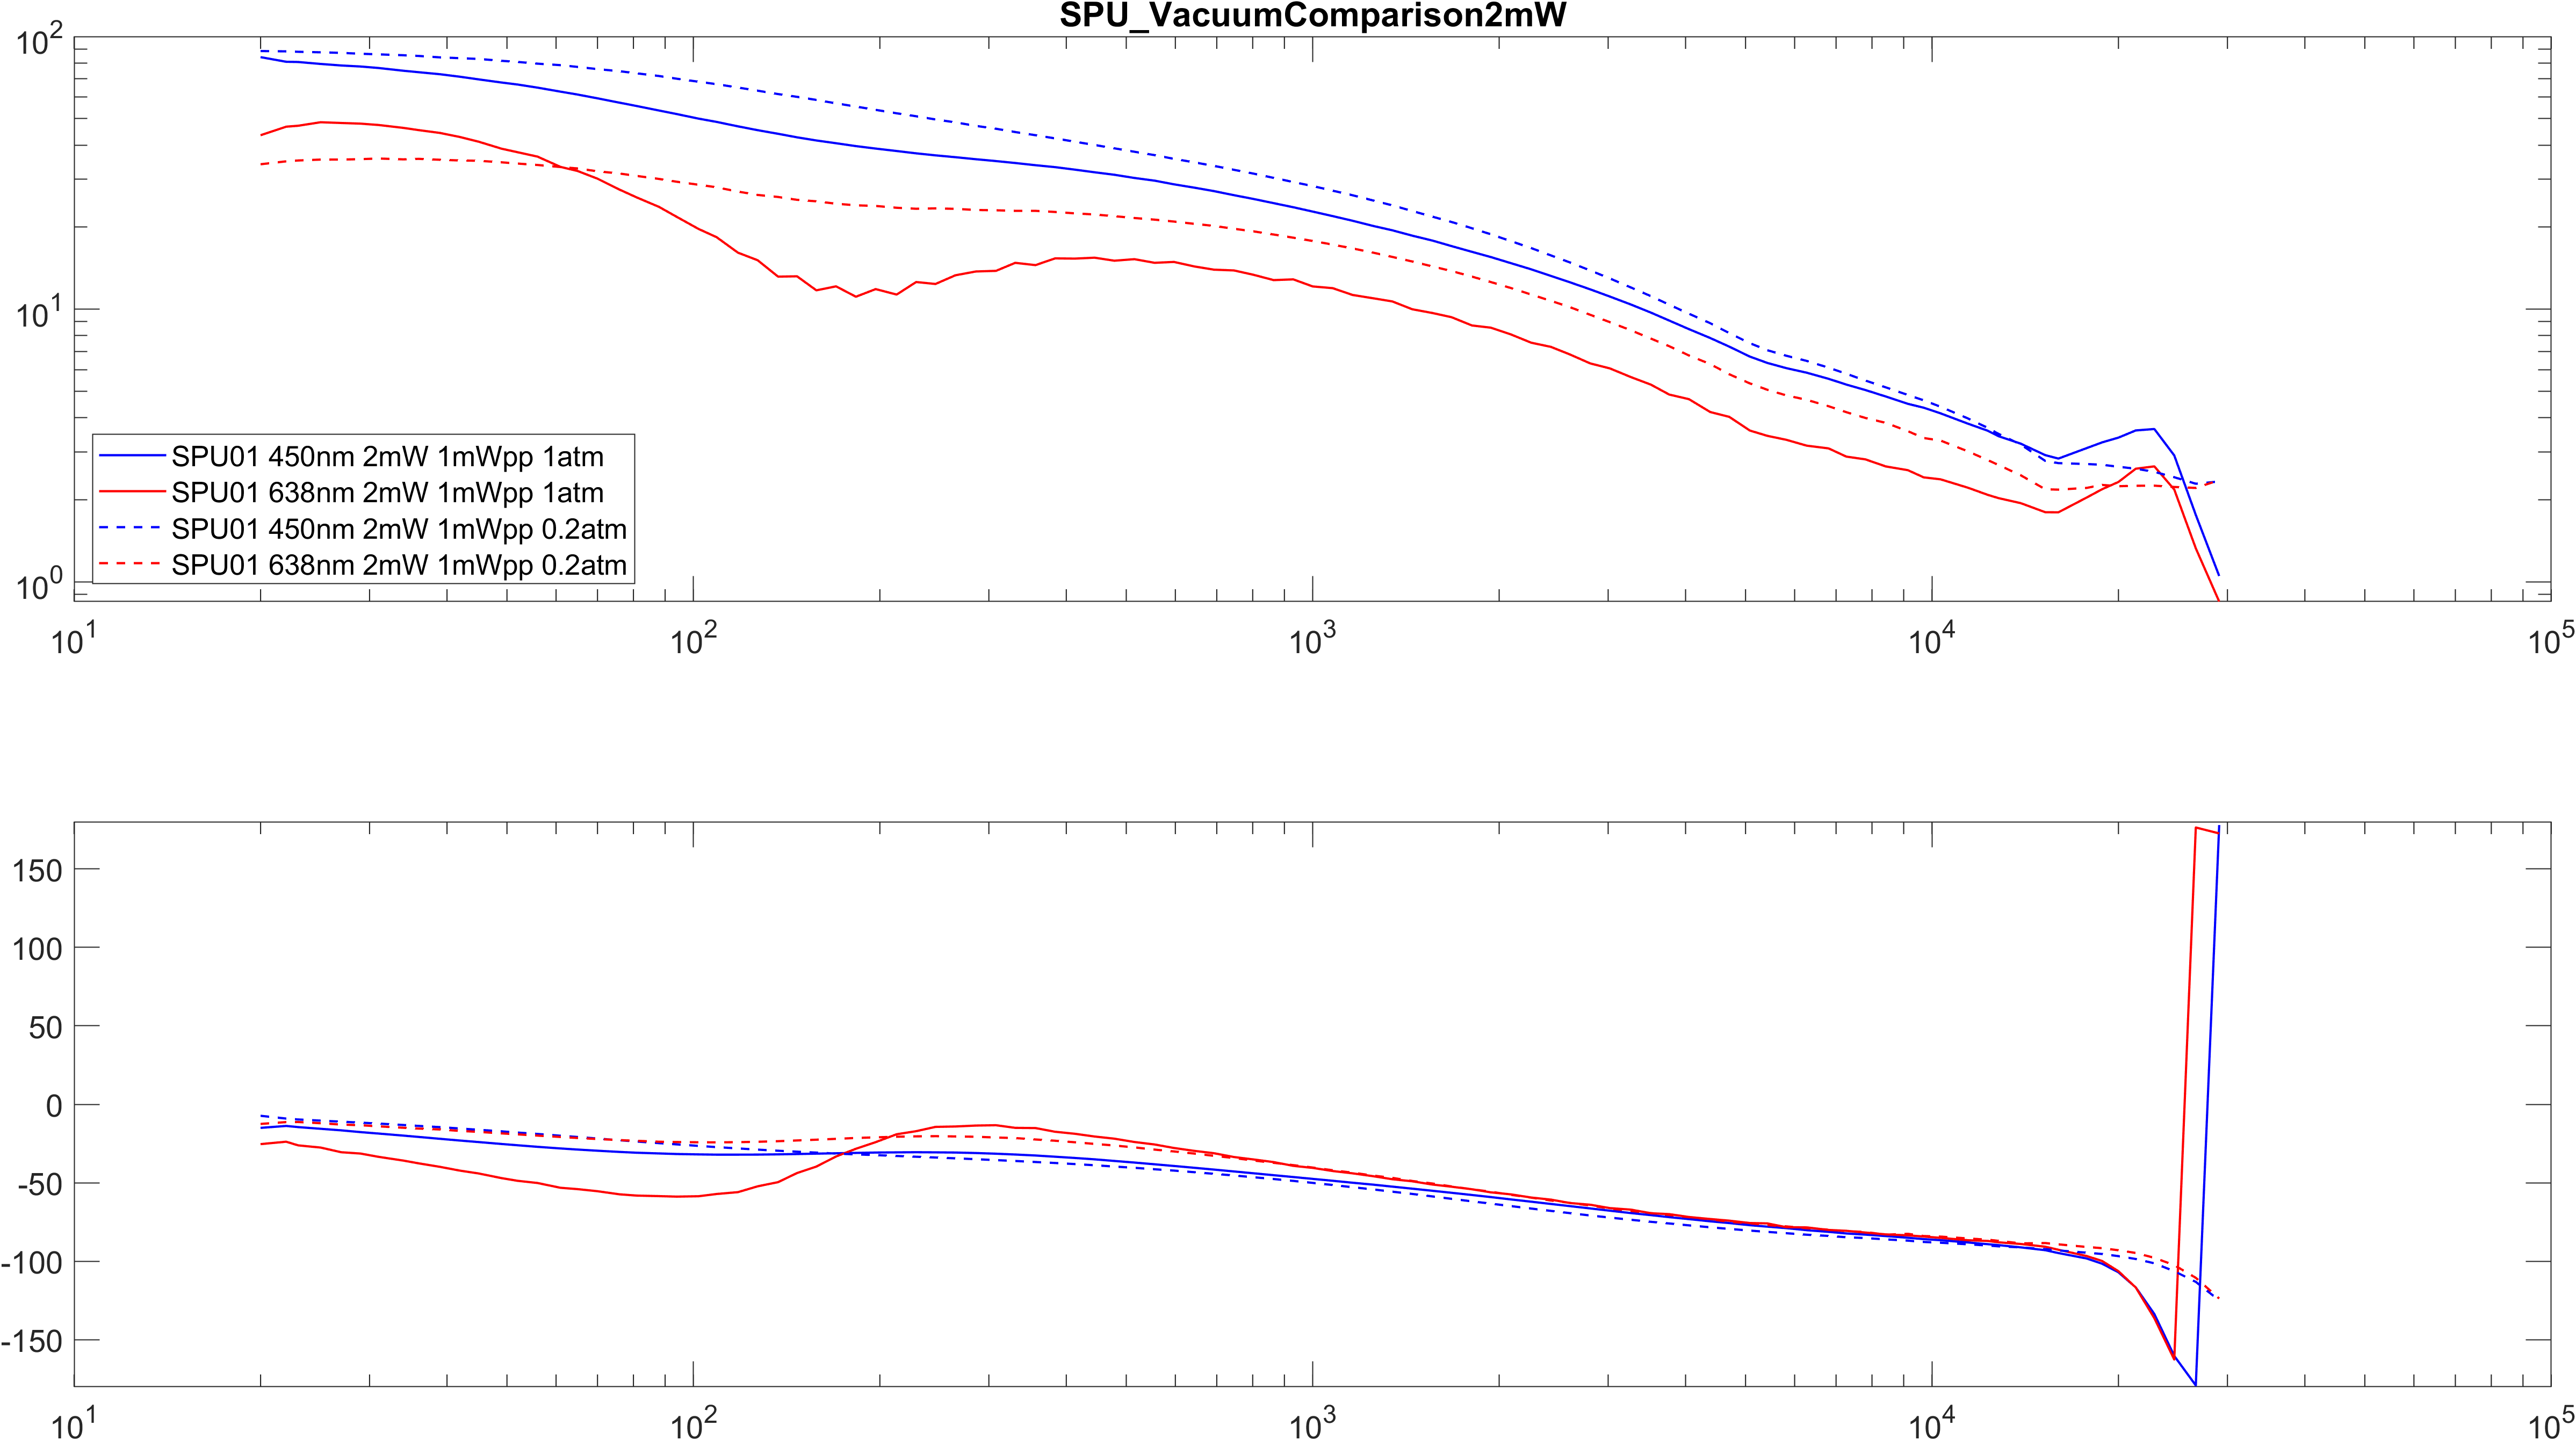 SPU_VacuumComparison2mW
10^2
10^1
10^0
SPU01 450nm 2mW 1mWpp 1atm
SPU01 638nm 2mW 1mWpp 1atm
SPU01 450nm 2mW 1mWpp 0.2atm
SPU01 638nm 2mW 1mWpp 0.2atm
10^1 10^2 10^3 10^4 10^5
150
100
50
0
-50
-100
-150
10^1 10^2 10^3 10^4 10^5